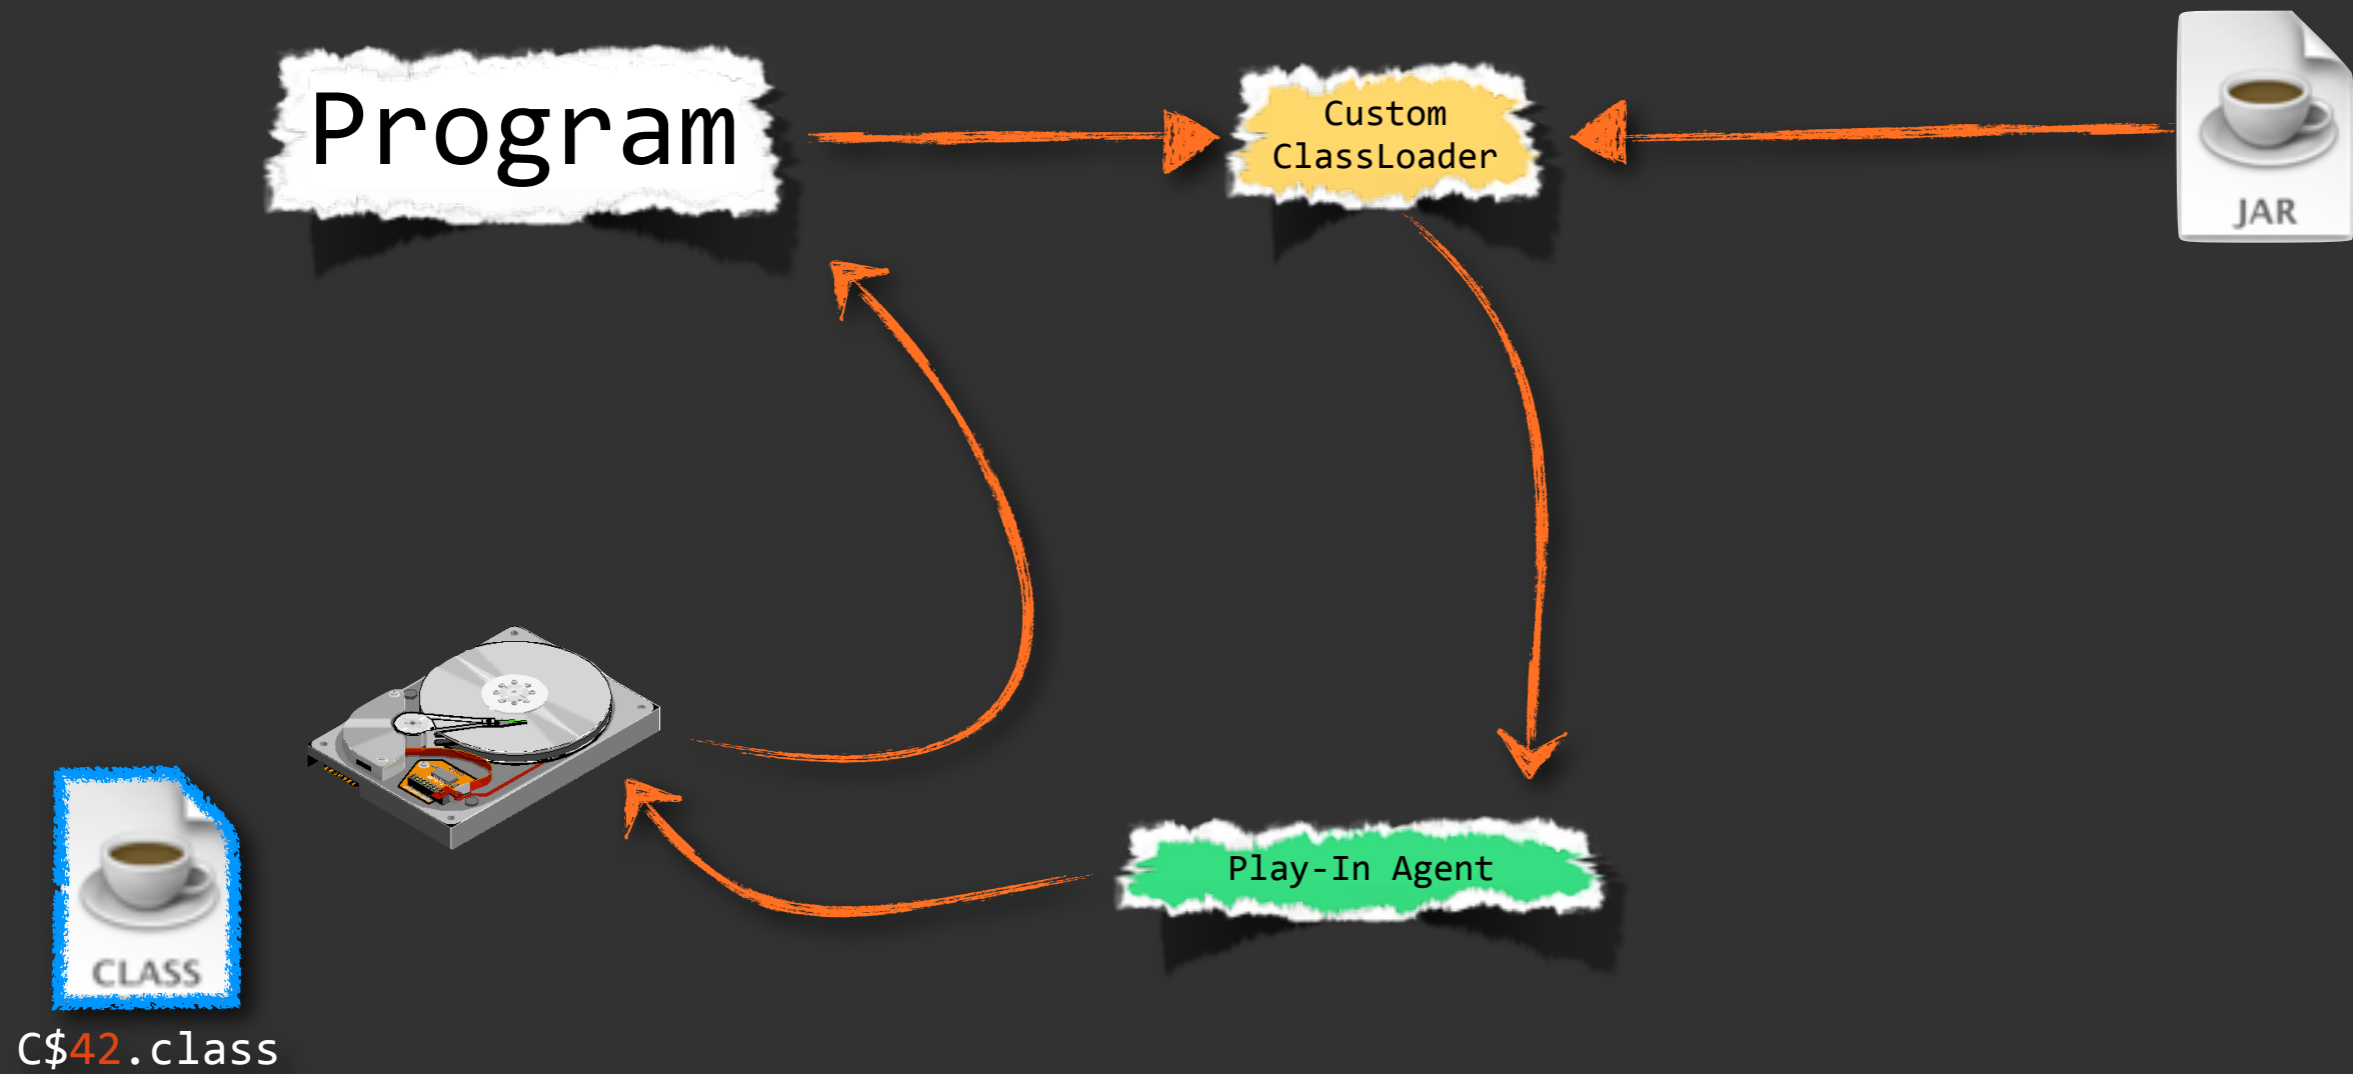 Program
Custom
ClassLoader
JAR
Play-In Agent
CLASS
C$42.class